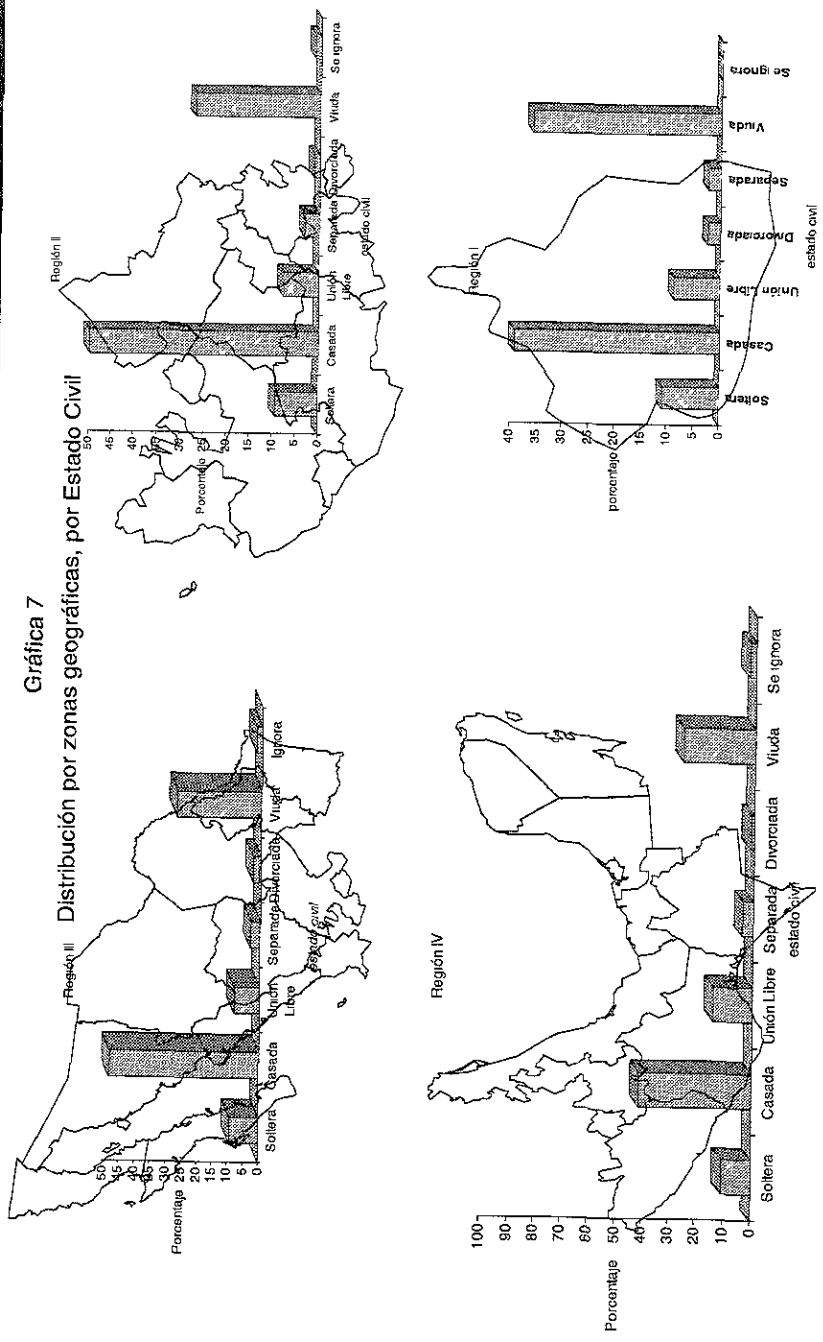 Gráfica 7
Distribución por zonas geográficas, por Estado Civil
Región III
Porcentaje
50
45
40
35
30
25
20
15
10
5
0
Soltera
Casada
Unión
Libre
Separada
Divorciada
Viuda
Ignora
estado civil
Región II
Porcentaje
50
45
40
35
30
25
20
15
10
5
0
Soltera
Casada
Unión
Libre
Separada
Divorciada
Viuda
Se ignora
estado civil
Región IV
Porcentaje
100
90
80
70
60
50
40
30
20
10
0
Soltera
Casada
Unión Libre
Separada
Divorciada
Viuda
Se ignora
estado civil
Región I
porcentaje
40
35
30
25
20
15
10
5
0
Soltera
Casada
Unión Libre
Divorciada
Separada
Viuda
Se ignora
estado civil